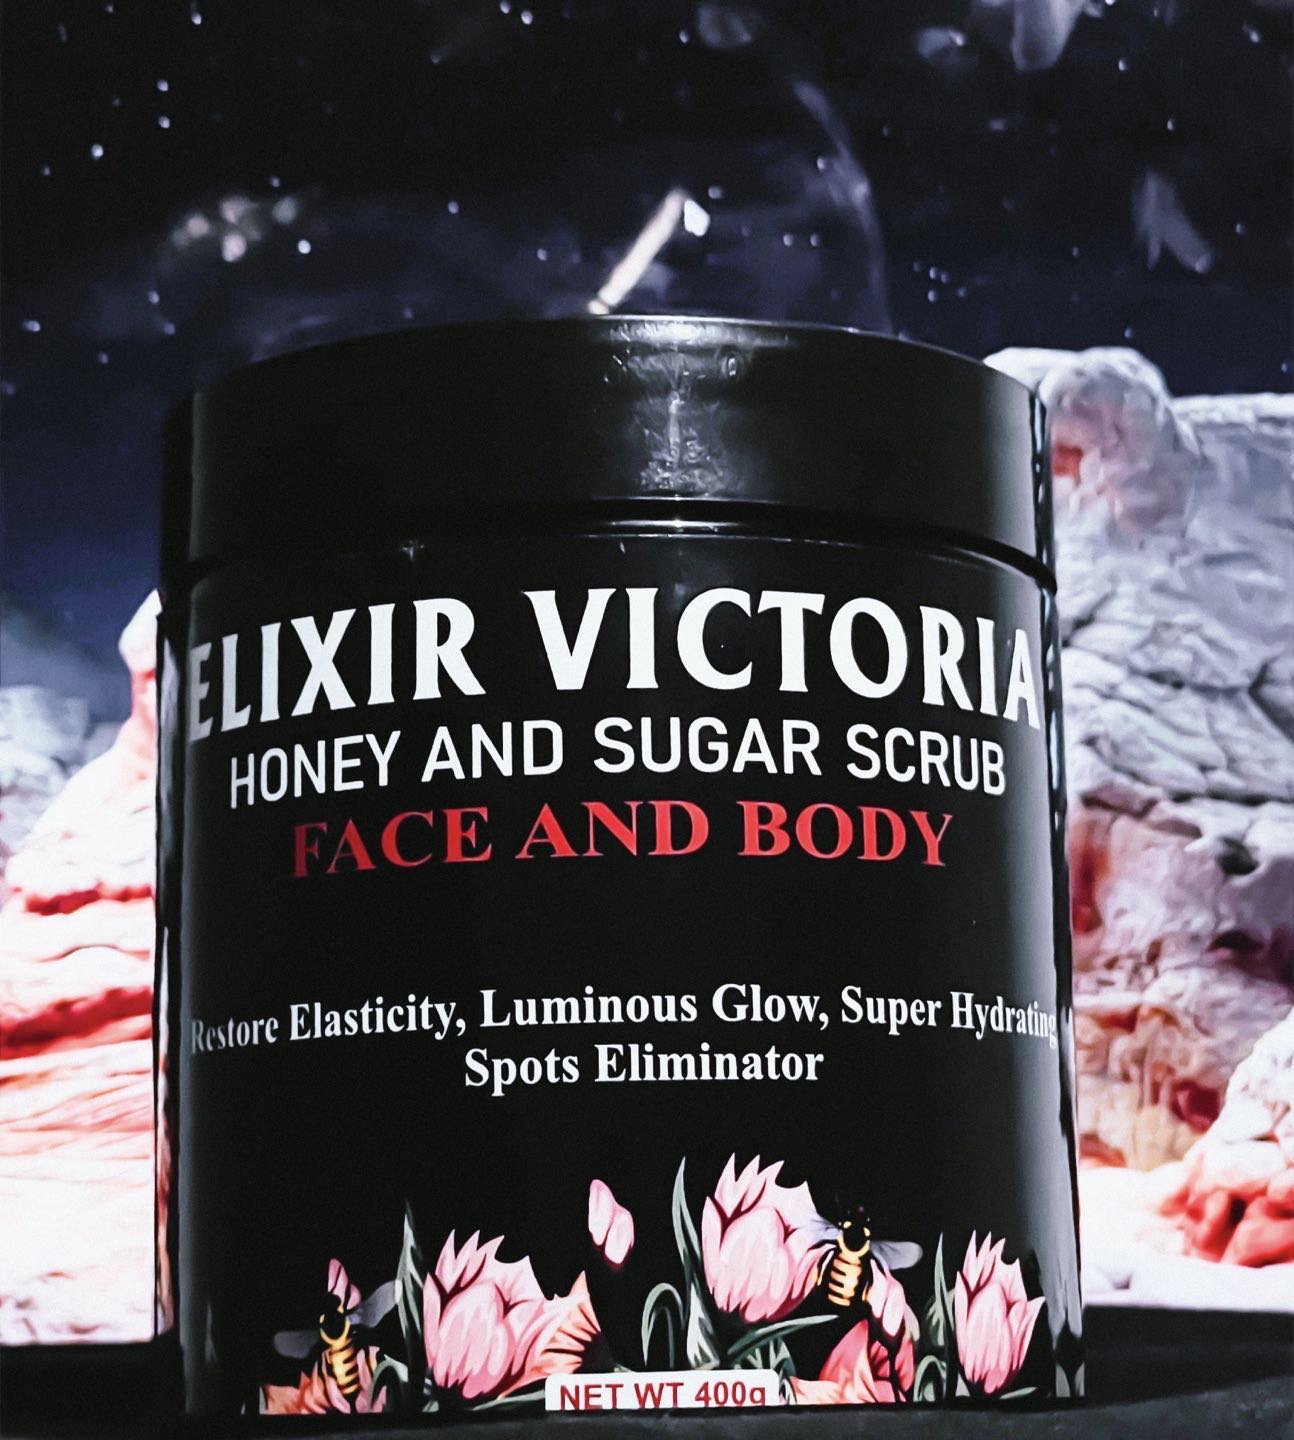 ELIXIR VICTORIA
HONEY AND SUGAR SCRUB
FACE AND BODY
Restore Elasticity, Luminous Glow, Super Hydrating
Spots Eliminator
NET WT 400g